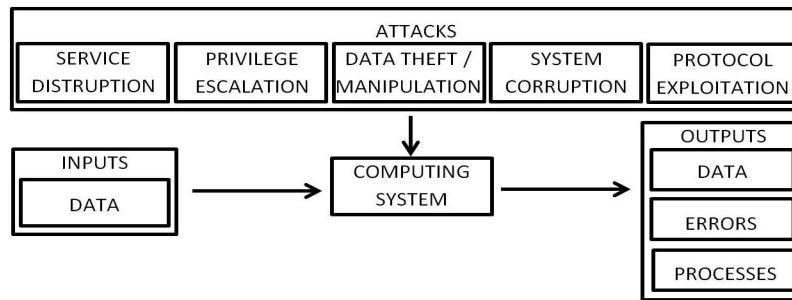 ATTACKS
SERVICE
DISTRUPTION
PRIVILEGE
ESCALATION
DATA THEFT /
MANIPULATION
SYSTEM
CORRUPTION
PROTOCOL
EXPLOITATION
INPUTS
DATA
COMPUTING
SYSTEM
OUTPUTS
DATA
ERRORS
PROCESSES